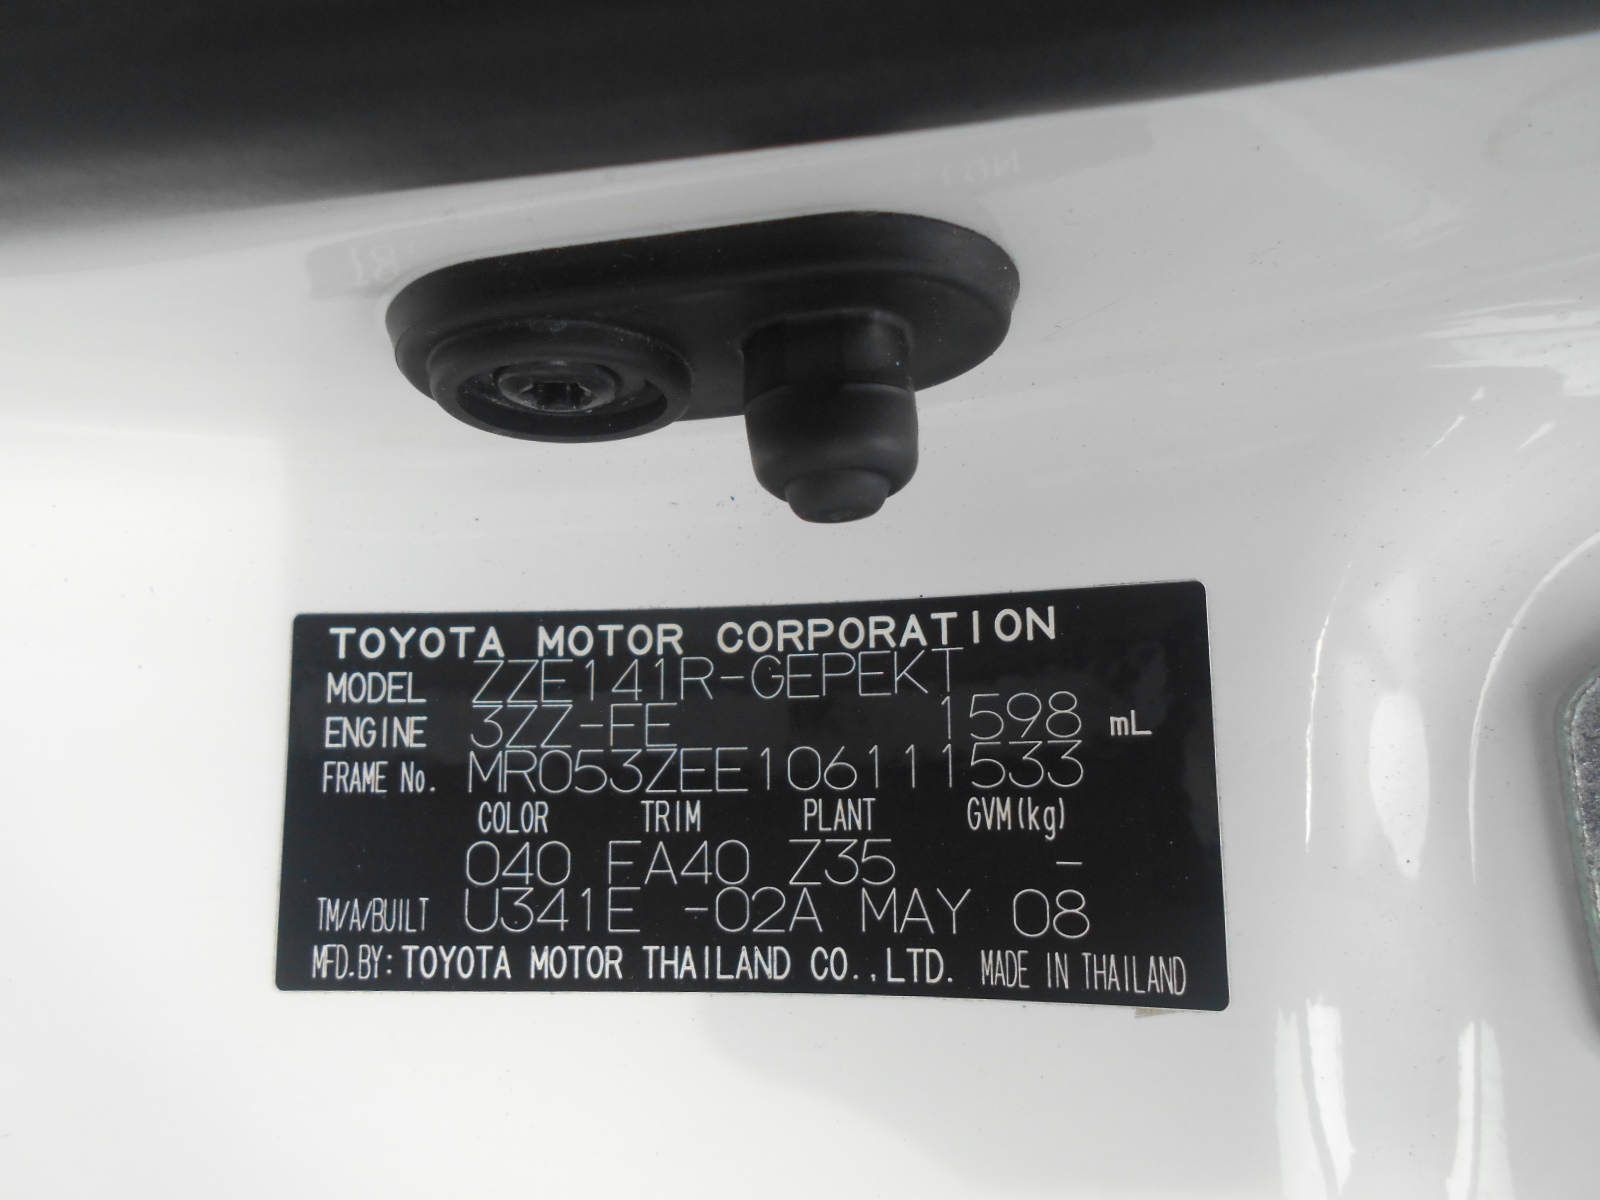 TOYOTA MOTOR CORPORATION
MODEL ZZE141R-GEPEKT
ENGINE 3ZZ-FE 1598 mL
FRAME No. MR053ZEE106111533
COLOR TRIM PLANT GVM(kg)
040 FA40 Z35 -
TM/A/BUILT U341E -02A MAY 08
MFD.BY: TOYOTA MOTOR THAILAND CO.,LTD. MADE IN THAILAND